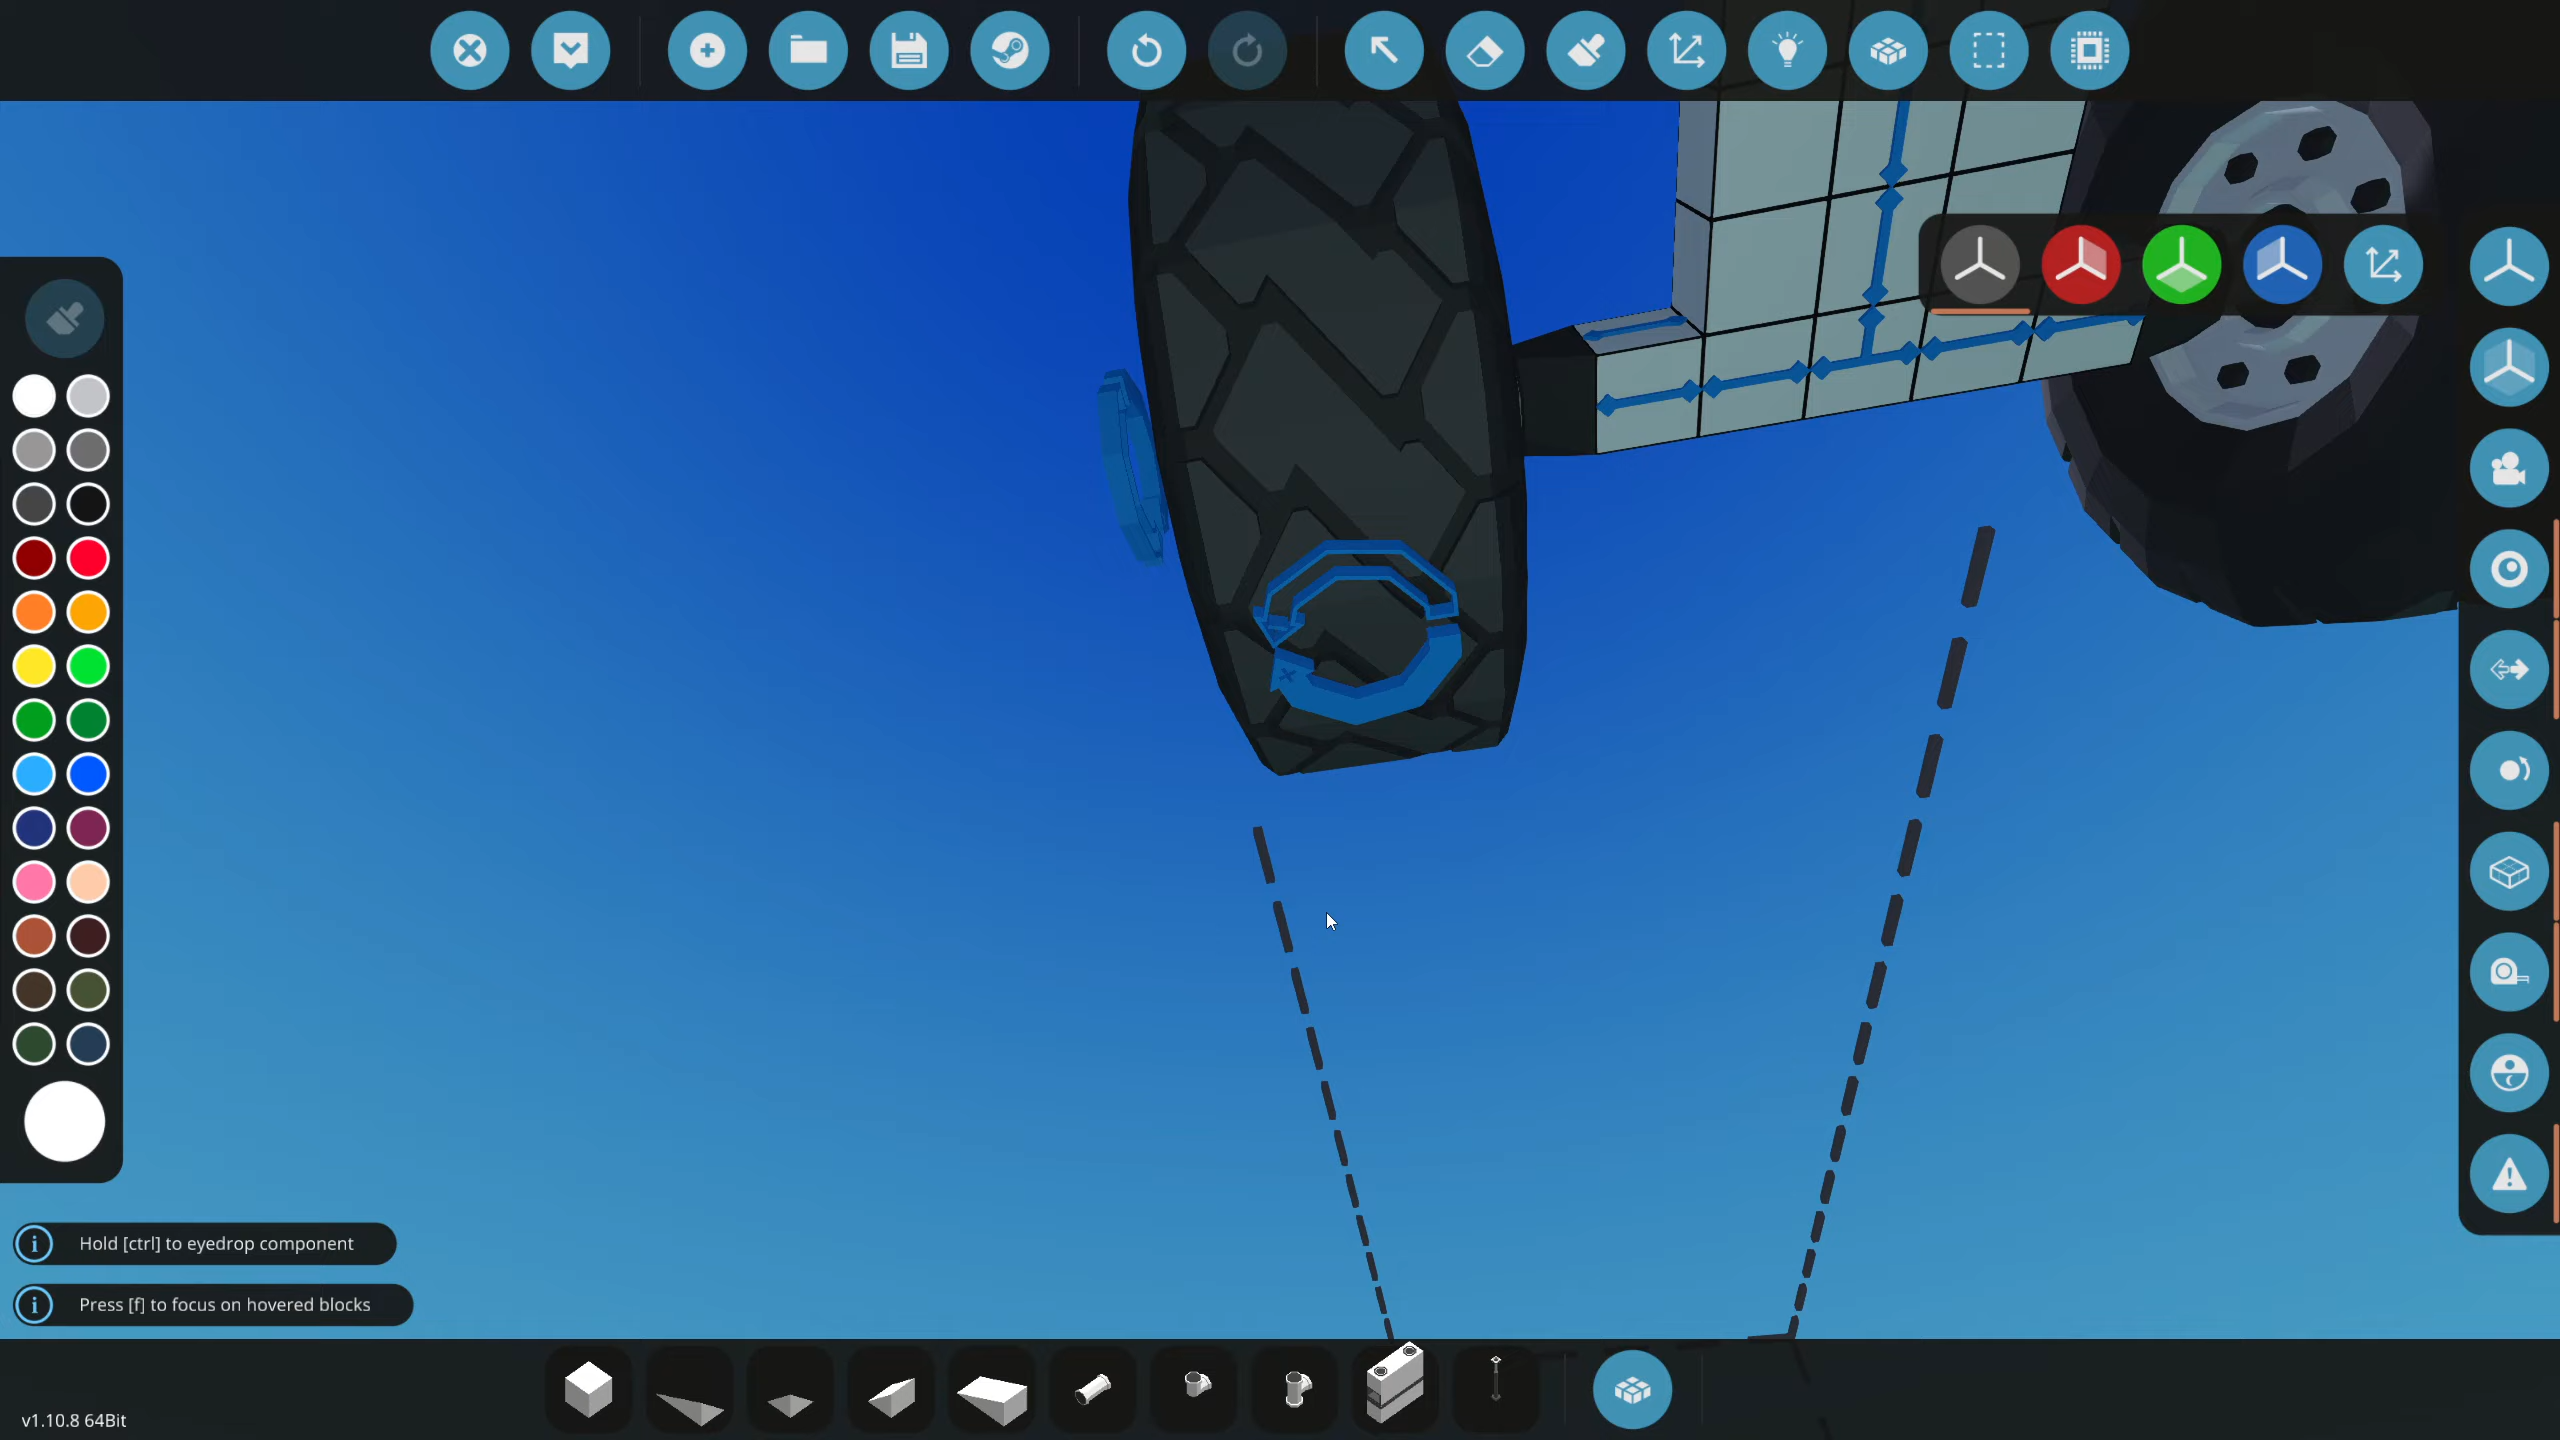 Hold [ctrl] to eyedrop component
Press [f] to focus on hovered blocks
v1.10.8 64Bit